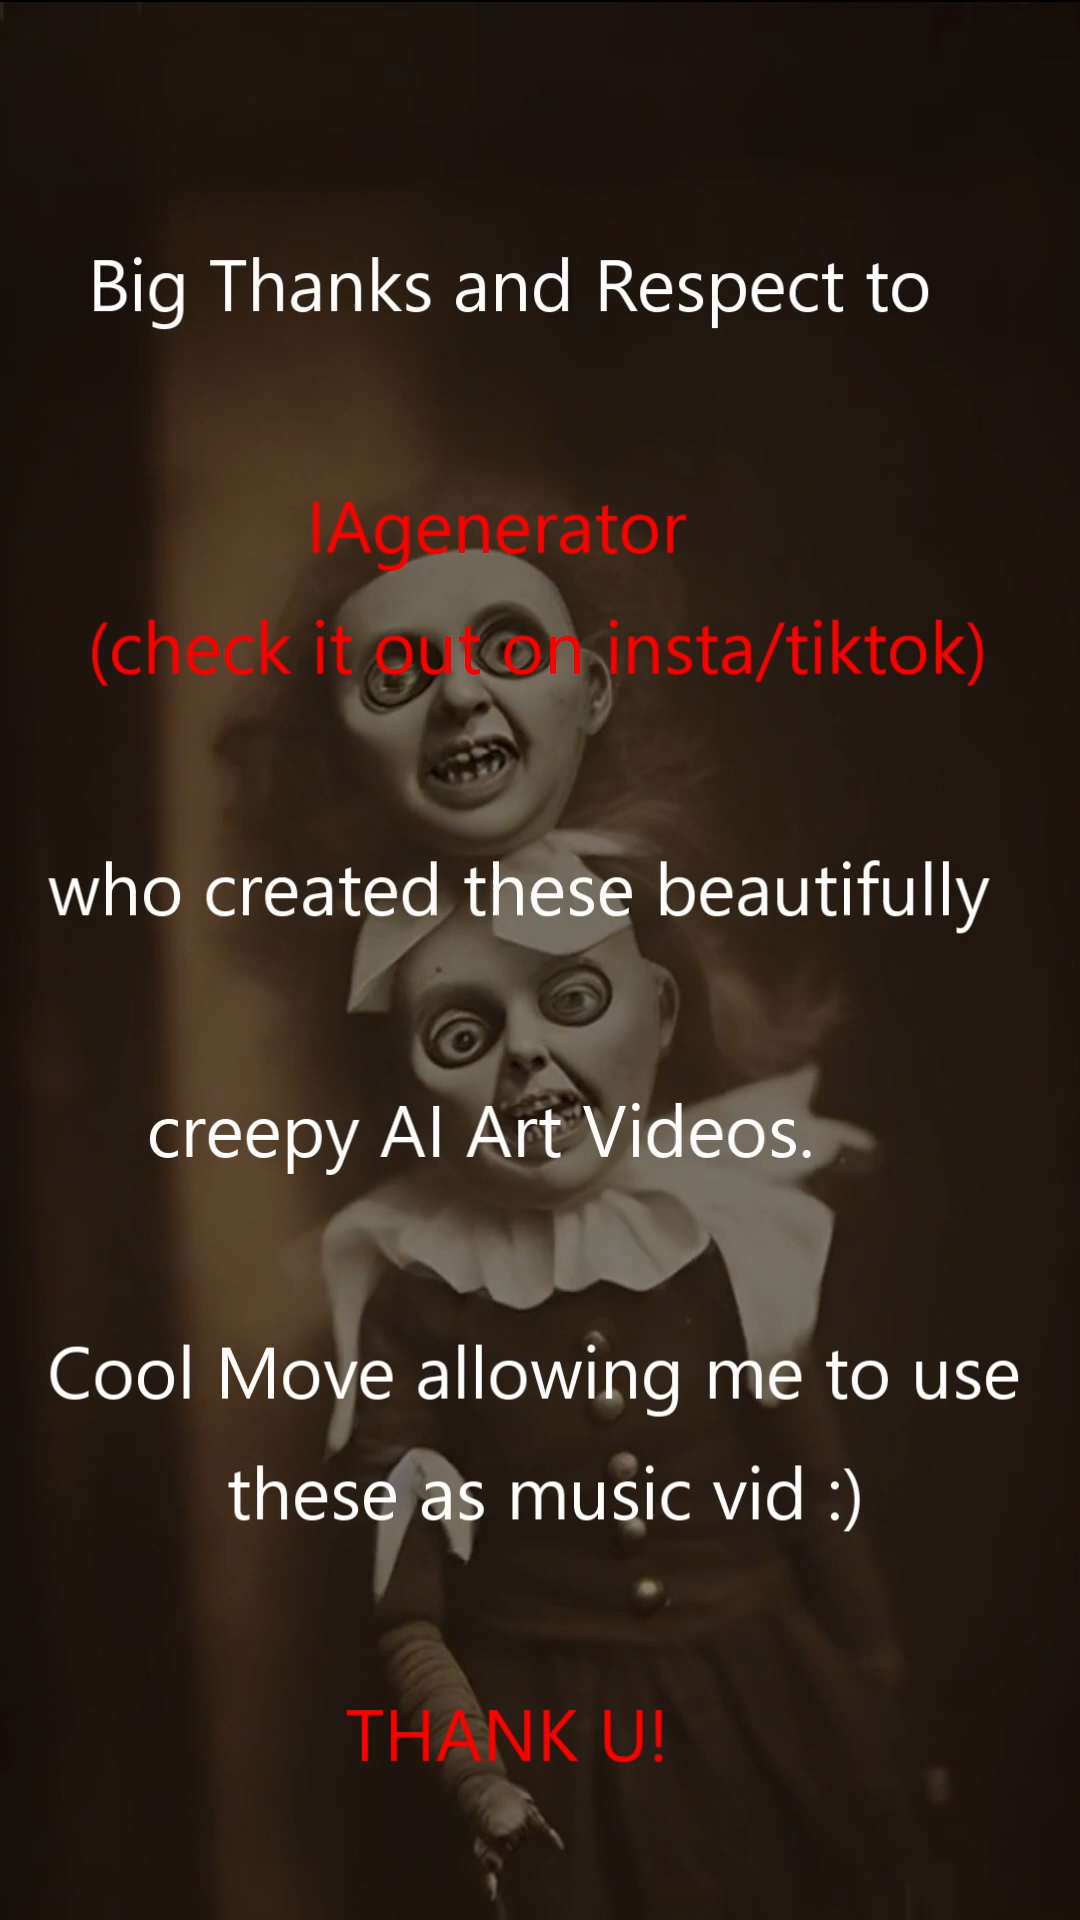 Big Thanks and Respect to
IAgenerator
(check it out on insta/tiktok)
who created these beautifully
creepy AI Art Videos.
Cool Move allowing me to use
these as music vid :)
THANK U!